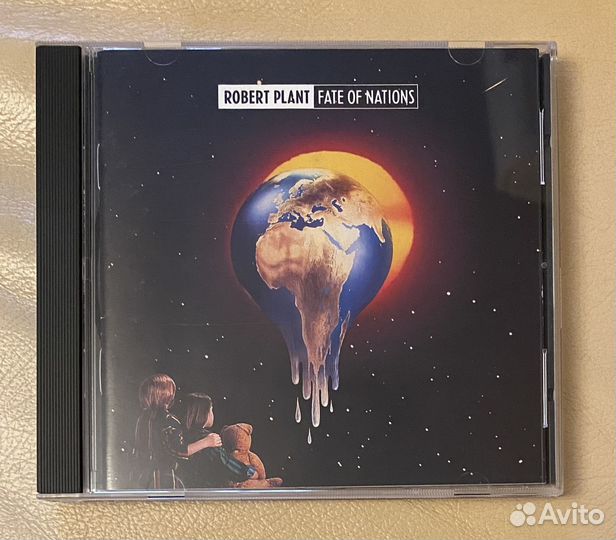 ROBERT PLANT FATE OF NATIONS
Avito